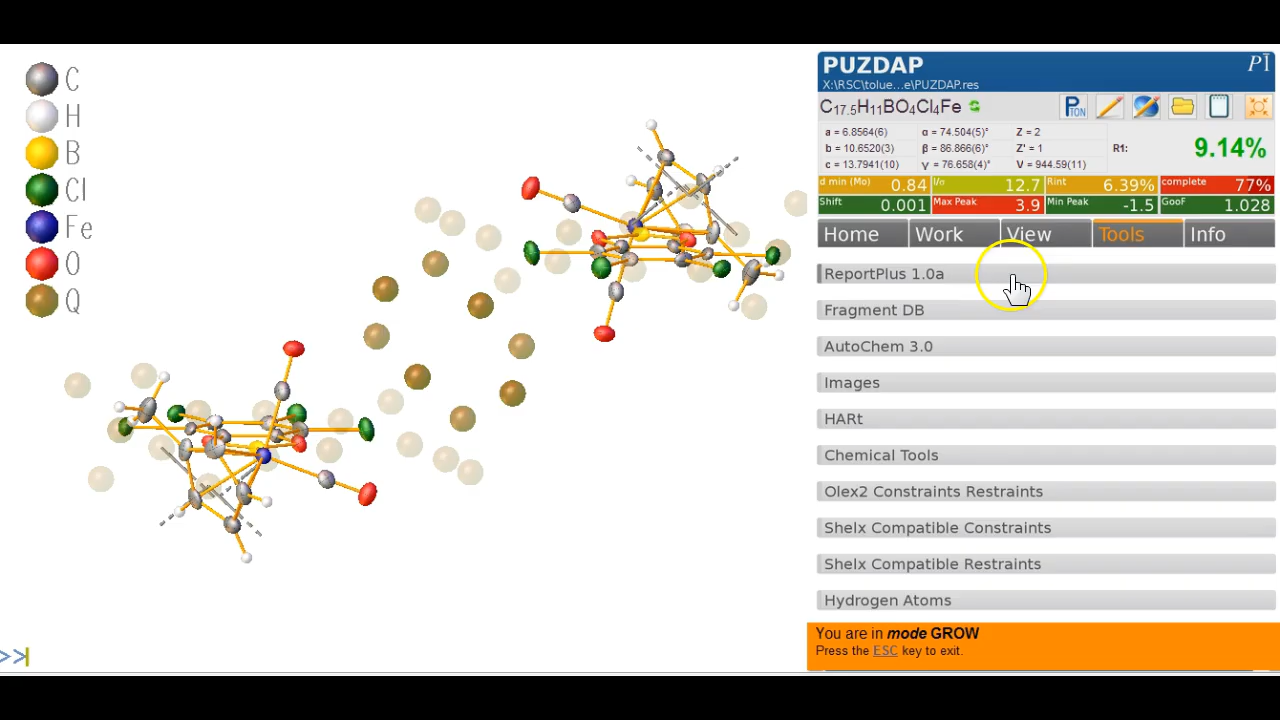 C
H
B
Cl
Fe
O
Q
>>
PUZDAP
P1̄
X:\RSC\tolue...e\PUZDAP.res
C17.5H11BO4Cl4Fe
PTON
a = 6.8564(6) α = 74.504(5)° Z = 2
b = 10.6520(3) β = 86.866(6)° Z' = 1
c = 13.7941(10) γ = 76.658(4)° V = 944.59(11)
R1: 9.14%
d min (Mo) 0.84 I/σ 12.7 Rint 6.39% complete 77%
Shift 0.001 Max Peak 3.9 Min Peak -1.5 GooF 1.028
Home Work View Tools Info
ReportPlus 1.0a
Fragment DB
AutoChem 3.0
Images
HARt
Chemical Tools
Olex2 Constraints Restraints
Shelx Compatible Constraints
Shelx Compatible Restraints
Hydrogen Atoms
You are in mode GROW
Press the ESC key to exit.